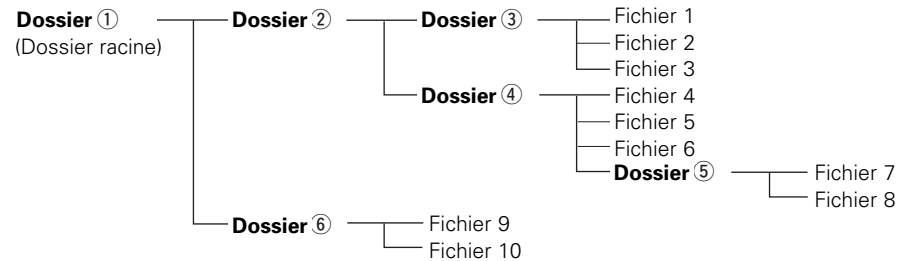 Dossier ① Dossier ② Dossier ③ Fichier 1
(Dossier racine) Fichier 2
Fichier 3
Dossier ④ Fichier 4
Fichier 5
Fichier 6
Dossier ⑤ Fichier 7
Fichier 8
Dossier ⑥ Fichier 9
Fichier 10